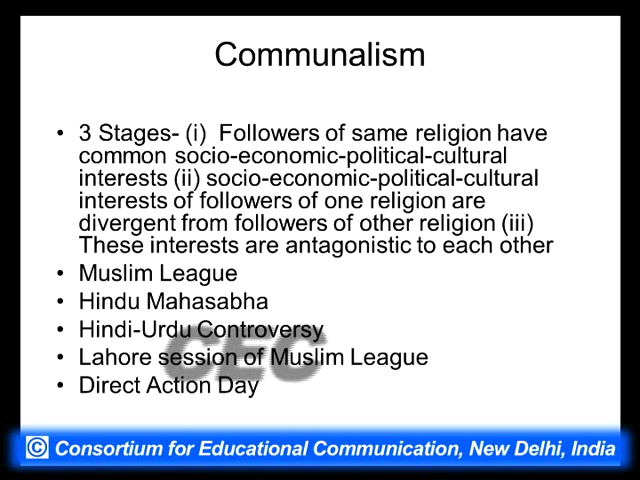 Communalism
• 3 Stages- (i) Followers of same religion have
common socio-economic-political-cultural
interests (ii) socio-economic-political-cultural
interests of followers of one religion are
divergent from followers of other religion (iii)
These interests are antagonistic to each other
• Muslim League
• Hindu Mahasabha
• Hindi-Urdu Controversy
• Lahore session of Muslim League
• Direct Action Day
CEC
© Consortium for Educational Communication, New Delhi, India